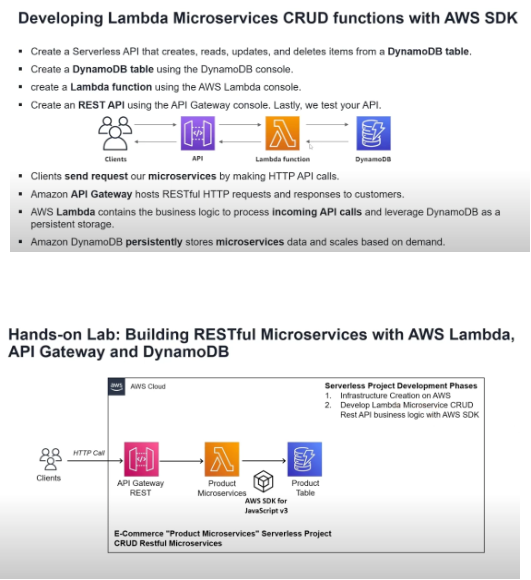 Developing Lambda Microservices CRUD functions with AWS SDK
▪ Create a Serverless API that creates, reads, updates, and deletes items from a DynamoDB table.
▪ Create a DynamoDB table using the DynamoDB console.
▪ create a Lambda function using the AWS Lambda console.
▪ Create an REST API using the API Gateway console. Lastly, we test your API.
Clients API Lambda function DynamoDB
▪ Clients send request our microservices by making HTTP API calls.
▪ Amazon API Gateway hosts RESTful HTTP requests and responses to customers.
▪ AWS Lambda contains the business logic to process incoming API calls and leverage DynamoDB as a
persistent storage.
▪ Amazon DynamoDB persistently stores microservices data and scales based on demand.
Hands-on Lab: Building RESTful Microservices with AWS Lambda,
API Gateway and DynamoDB
aws AWS Cloud
Serverless Project Development Phases
1. Infrastructure Creation on AWS
2. Develop Lambda Microservice CRUD
Rest API business logic with AWS SDK
HTTP Call
Clients
API Gateway
REST
Product
Microservices
AWS SDK for
JavaScript v3
Product
Table
E-Commerce "Product Microservices" Serverless Project
CRUD Restful Microservices